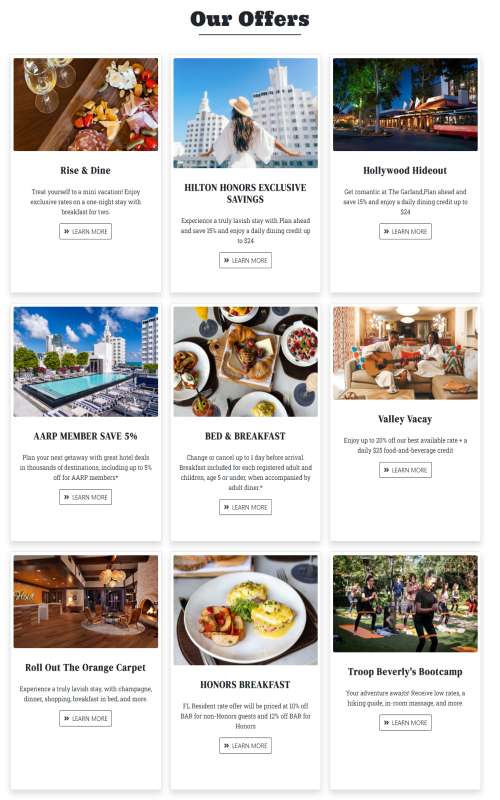 Our Offers
Rise & Dine
Treat yourself to a mini vacation! Enjoy
exclusive rates on a one-night stay with
breakfast for two.
» LEARN MORE
HILTON HONORS EXCLUSIVE
SAVINGS
Experience a truly lavish stay with Plan ahead
and save 15% and enjoy a daily dining credit up
to $24
» LEARN MORE
Hollywood Hideout
Get romantic at The Garland,Plan ahead and
save 15% and enjoy a daily dining credit up to
$24
» LEARN MORE
AARP MEMBER SAVE 5%
Plan your next getaway with great hotel deals
in thousands of destinations, including up to 5%
off for AARP members*
» LEARN MORE
BED & BREAKFAST
Change or cancel up to 1 day before arrival.
Breakfast included for each registered adult and
children, age 5 or under, when accompanied by
adult diner.*
» LEARN MORE
Valley Vacay
Enjoy up to 20% off our best available rate + a
daily $25 food-and-beverage credit
» LEARN MORE
Roll Out The Orange Carpet
Experience a truly lavish stay, with champagne,
dinner, shopping, breakfast in bed, and more.
» LEARN MORE
HONORS BREAKFAST
FL Resident rate offer will be priced at 10% off
BAR for non-Honors guests and 12% off BAR for
Honors
» LEARN MORE
Troop Beverly's Bootcamp
Your adventure awaits! Receive low rates, a
hiking guide, in-room massage, and more.
» LEARN MORE